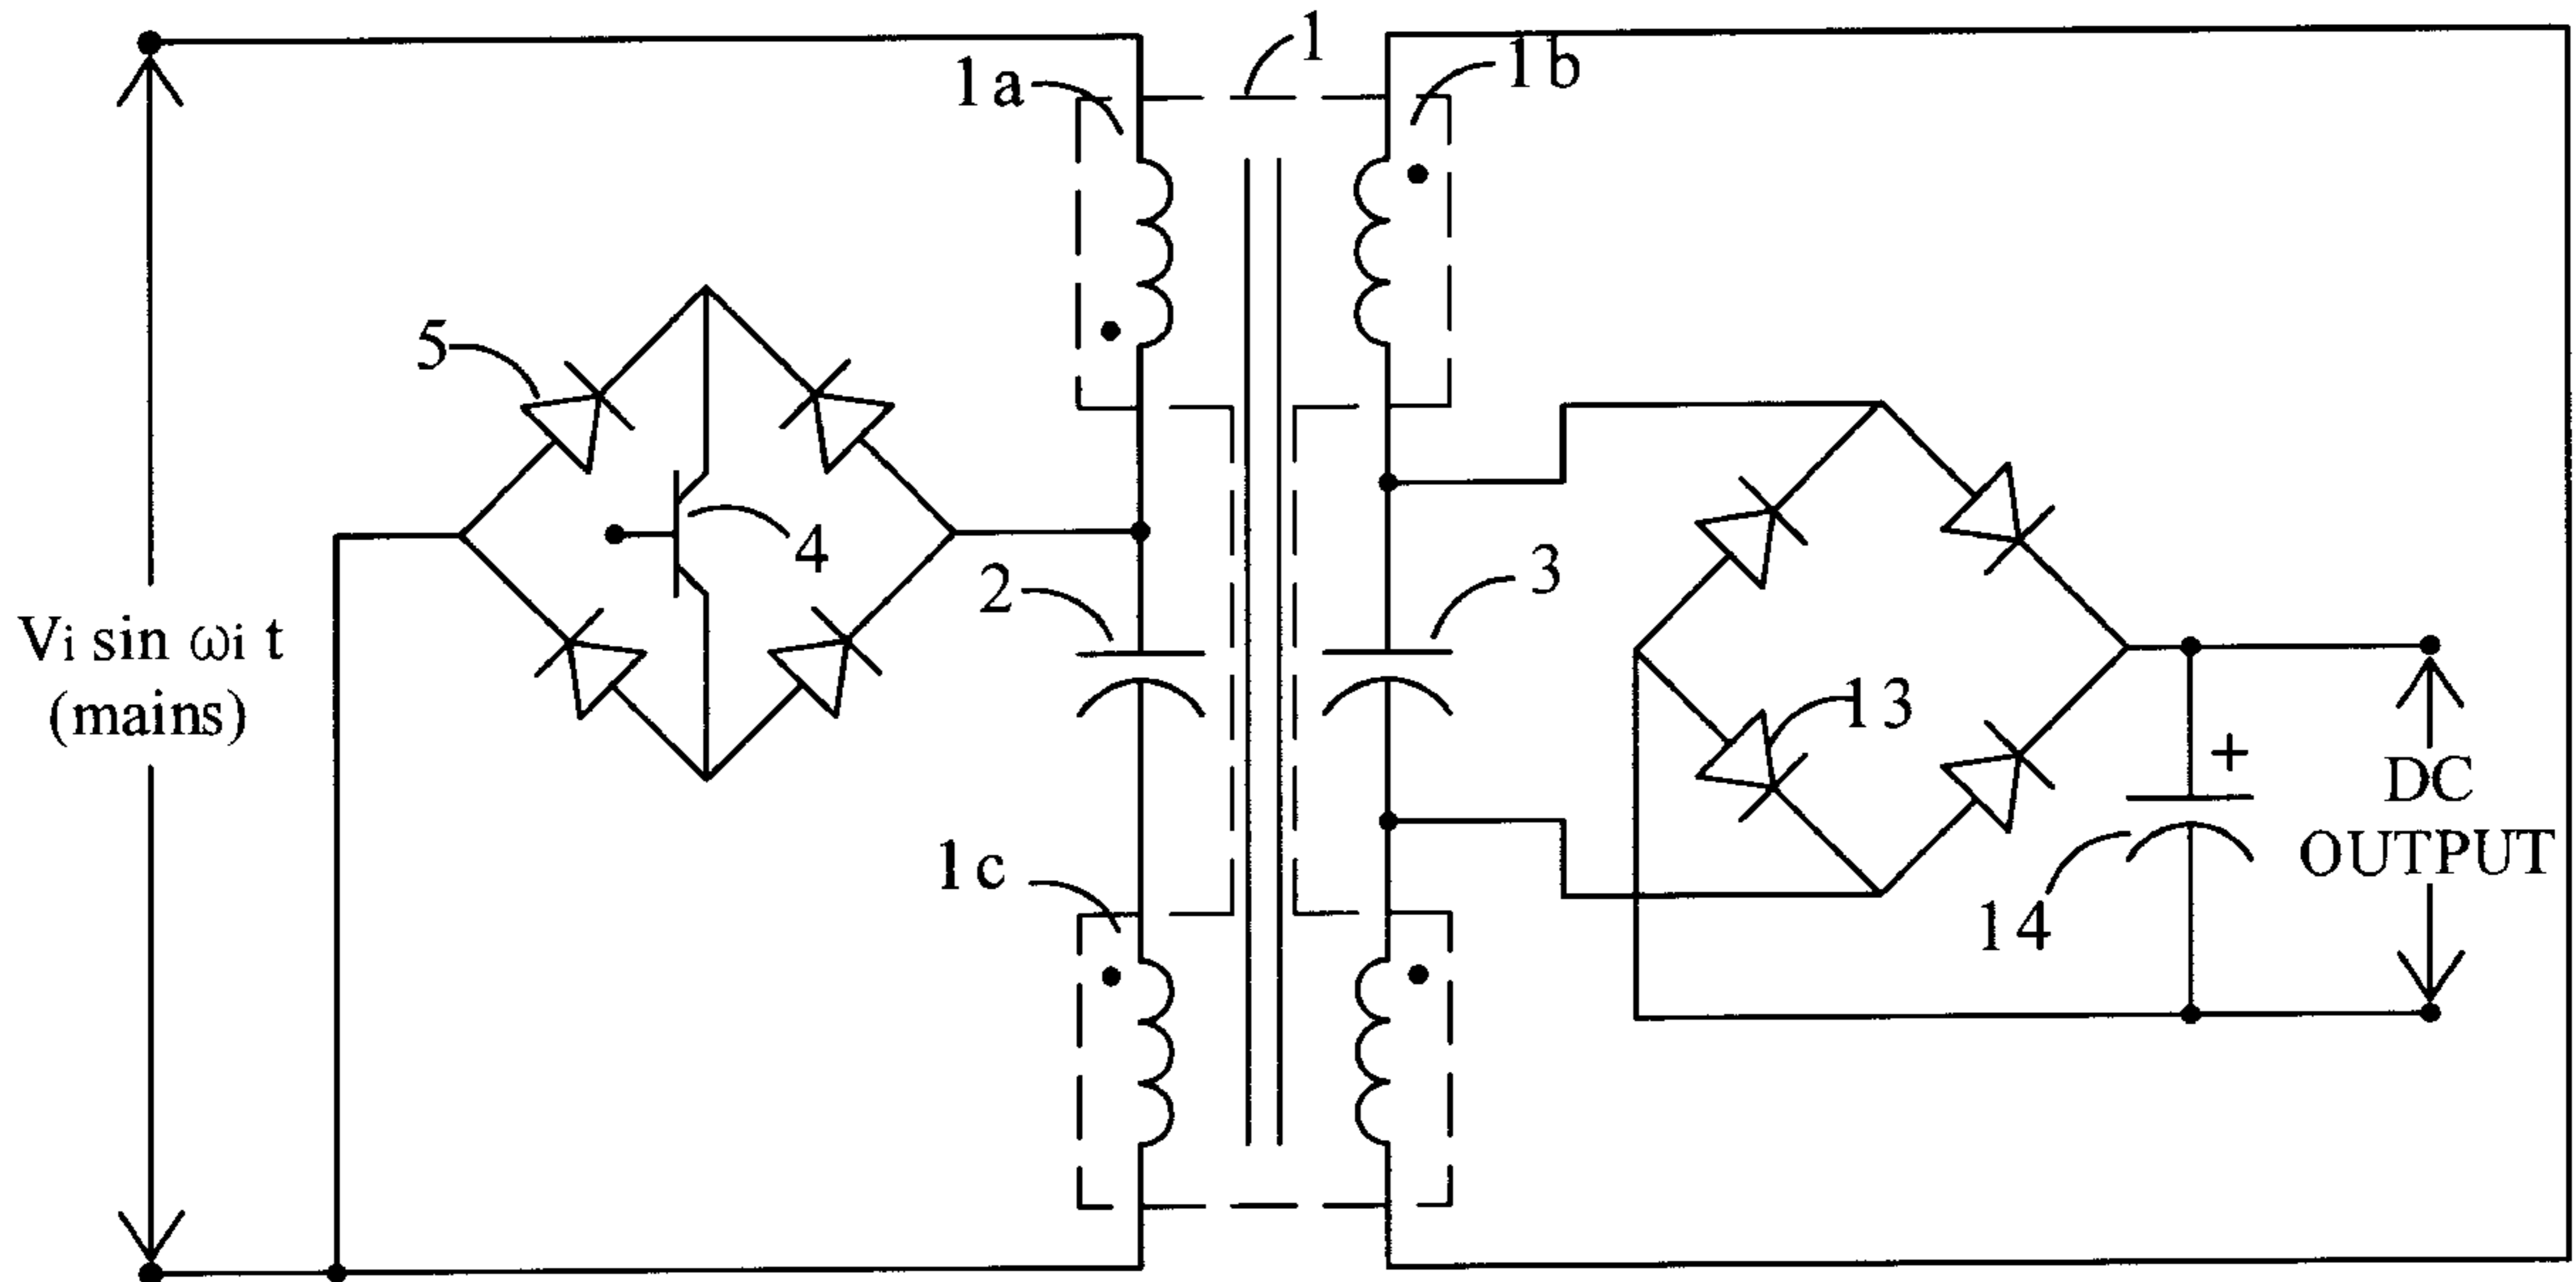 1
1a
1b
5
4
2
3
Vi sin ωi t
(mains)
13
+
DC
OUTPUT
1c
14